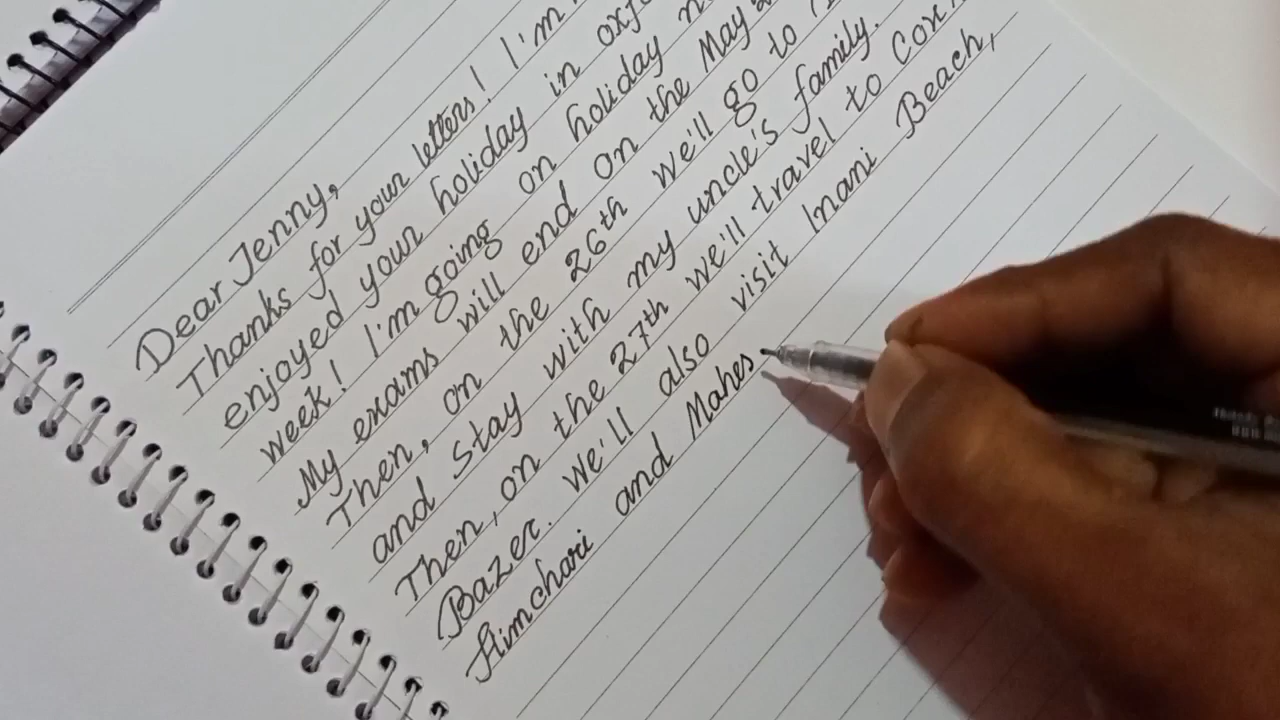 Dear Jenny,
Thanks for your letters! I'm
enjoyed your holiday in
week! I'm going on holiday
My exams will end on the May
Then, on the 26th we'll go to
and stay with my uncle's family.
Then, on the 27th we'll travel to Cox
Bazer. we'll also visit Inani Beach,
Himchari and Mahes